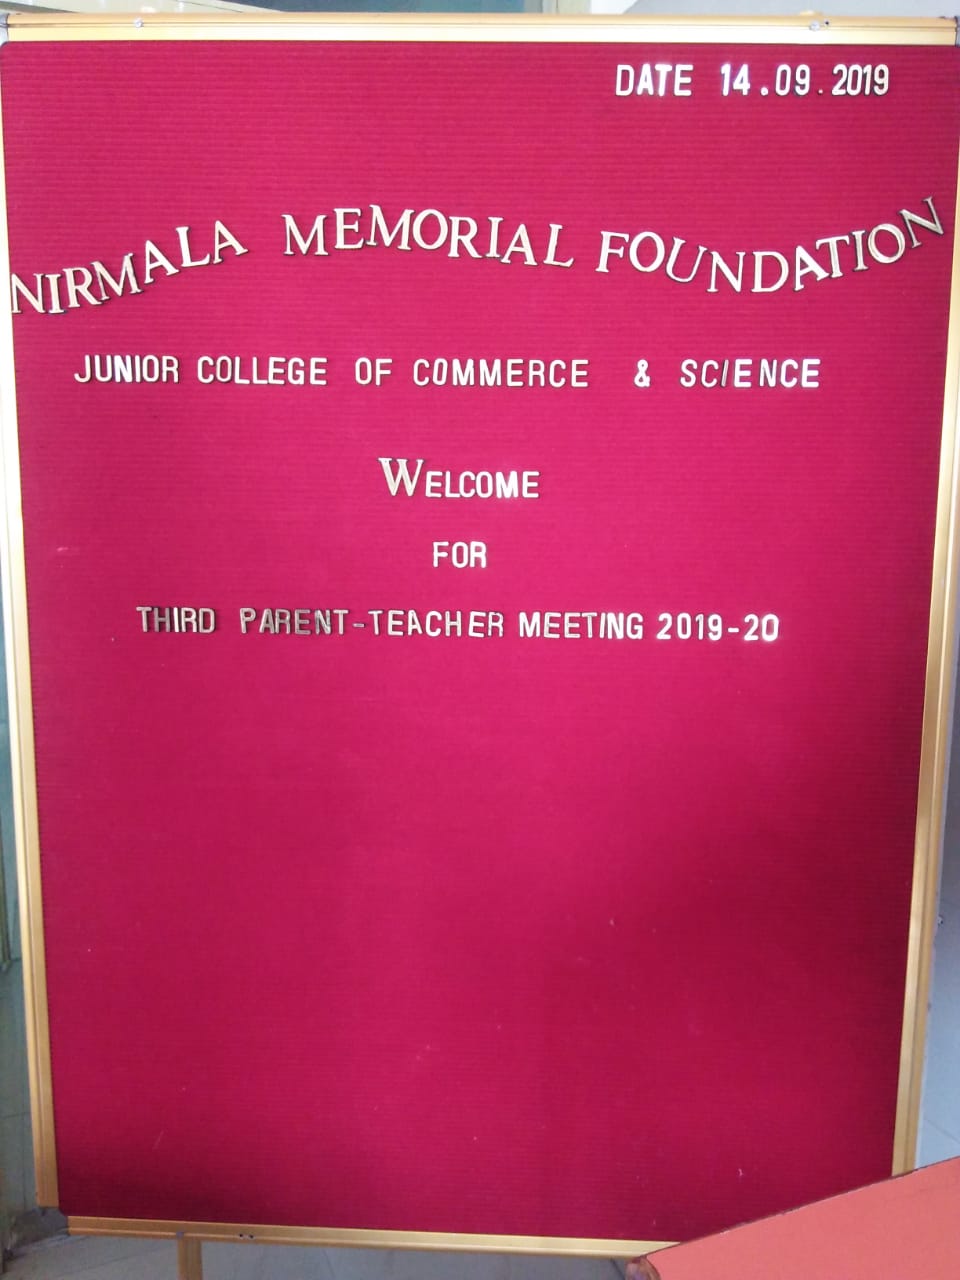 DATE 14.09.2019
NIRMALA MEMORIAL FOUNDATION
JUNIOR COLLEGE OF COMMERCE & SCIENCE
WELCOME
FOR
THIRD PARENT-TEACHER MEETING 2019-20